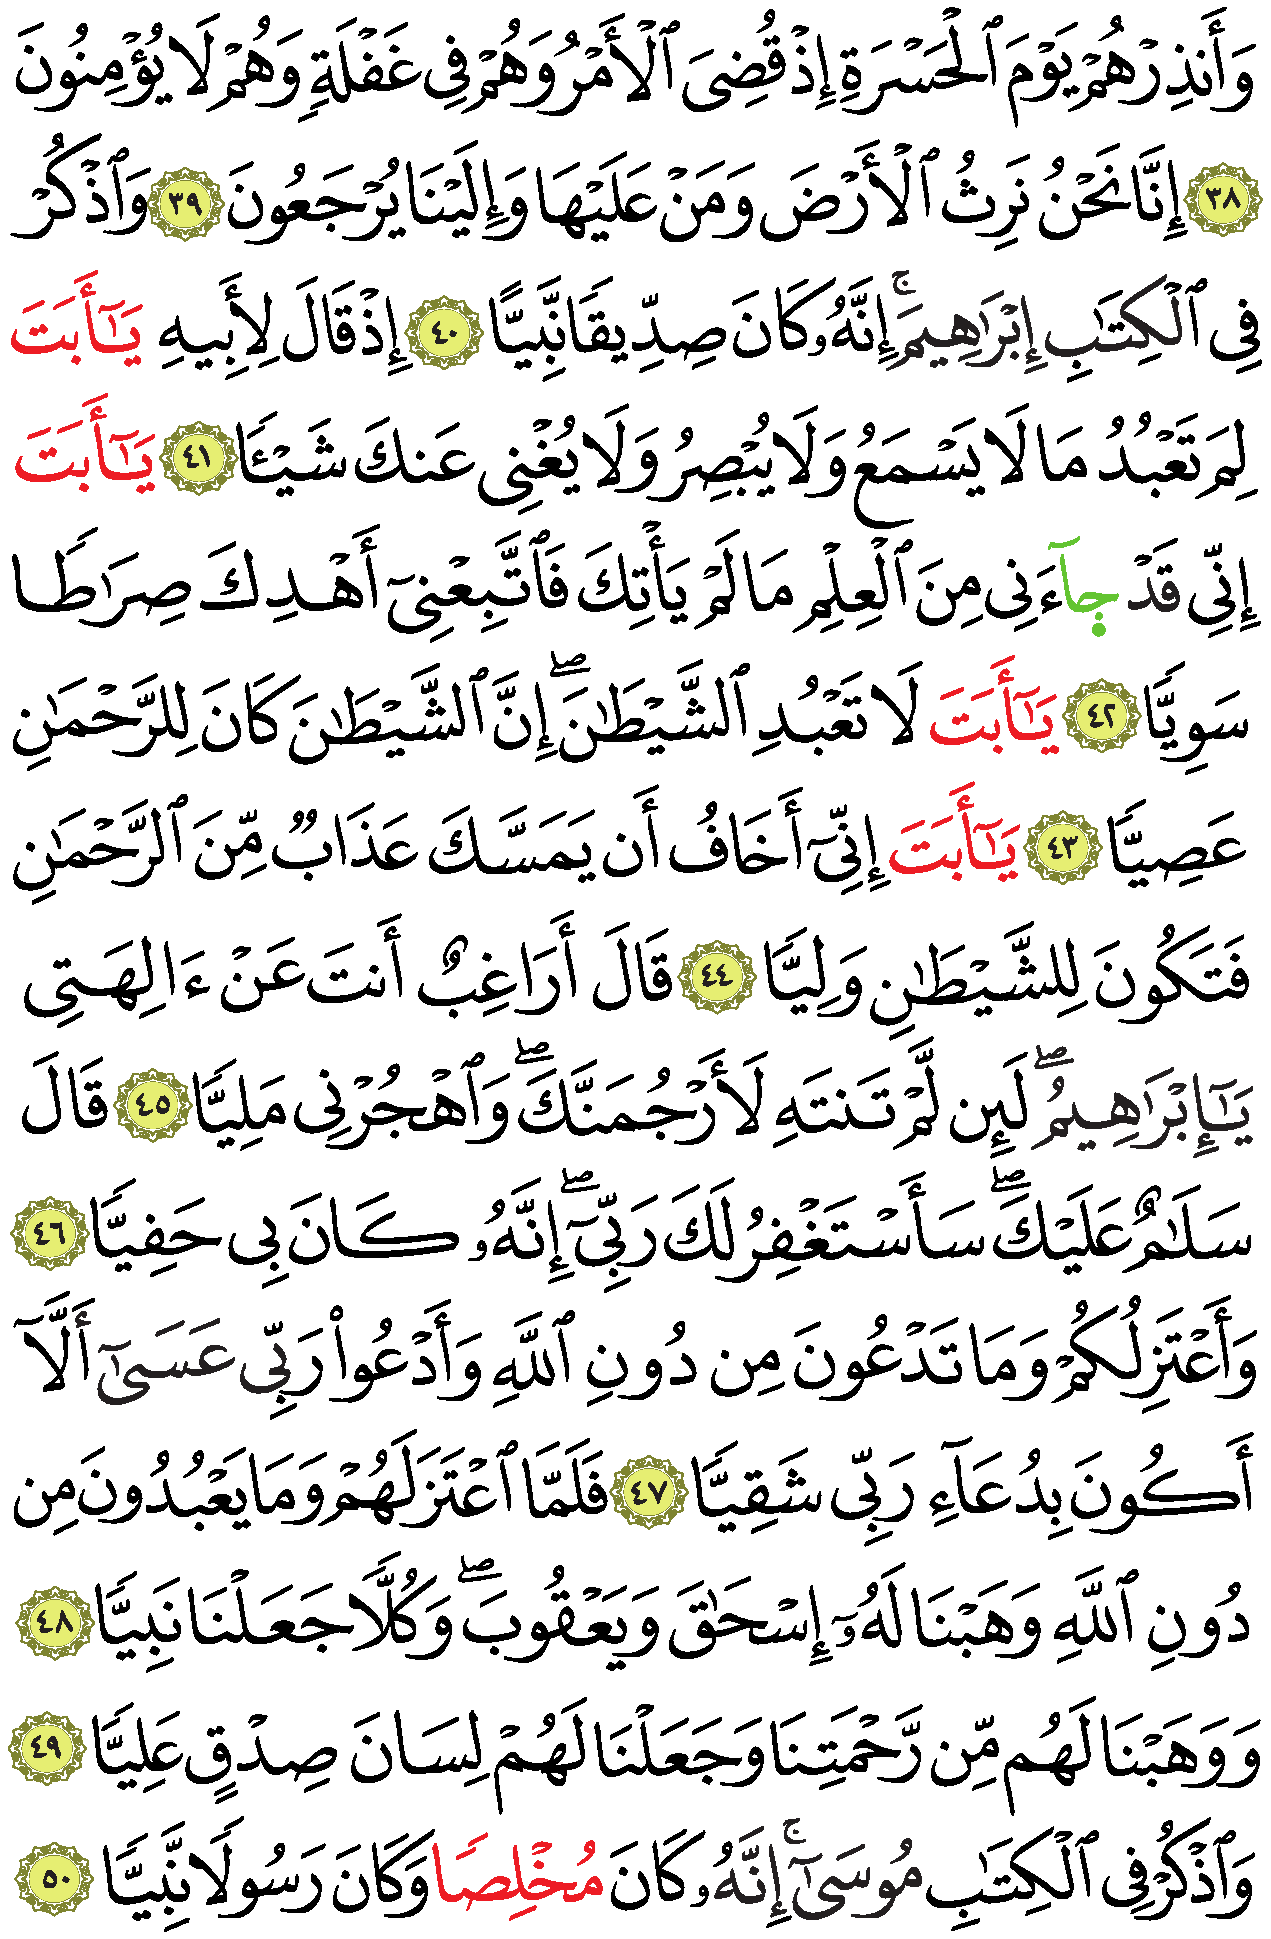 وَأَنذِرْهُمْ يَوْمَ ٱلْحَسْرَةِ إِذْ قُضِىَ ٱلْأَمْرُ وَهُمْ فِى غَفْلَةٍ وَهُمْ لَا يُؤْمِنُونَ
٣٨ إِنَّا نَحْنُ نَرِثُ ٱلْأَرْضَ وَمَنْ عَلَيْهَا وَإِلَيْنَا يُرْجَعُونَ ٣٩ وَٱذْكُرْ
فِى ٱلْكِتَٰبِ إِبْرَٰهِيمَ ۚ إِنَّهُۥ كَانَ صِدِّيقًا نَّبِيًّا ٤٠ إِذْ قَالَ لِأَبِيهِ يَٰٓأَبَتَ
لِمَ تَعْبُدُ مَا لَا يَسْمَعُ وَلَا يُبْصِرُ وَلَا يُغْنِى عَنكَ شَيْـًٔا ٤١ يَٰٓأَبَتَ
إِنِّى قَدْ جَآءَنِى مِنَ ٱلْعِلْمِ مَا لَمْ يَأْتِكَ فَٱتَّبِعْنِىٓ أَهْدِكَ صِرَٰطًا
سَوِيًّا ٤٢ يَٰٓأَبَتَ لَا تَعْبُدِ ٱلشَّيْطَٰنَ ۖ إِنَّ ٱلشَّيْطَٰنَ كَانَ لِلرَّحْمَٰنِ
عَصِيًّا ٤٣ يَٰٓأَبَتَ إِنِّىٓ أَخَافُ أَن يَمَسَّكَ عَذَابٌ مِّنَ ٱلرَّحْمَٰنِ
فَتَكُونَ لِلشَّيْطَٰنِ وَلِيًّا ٤٤ قَالَ أَرَاغِبٌ أَنتَ عَنْ ءَالِهَتِى
يَٰٓإِبْرَٰهِيمُ ۖ لَئِن لَّمْ تَنتَهِ لَأَرْجُمَنَّكَ ۖ وَٱهْجُرْنِى مَلِيًّا ٤٥ قَالَ
سَلَٰمٌ عَلَيْكَ ۖ سَأَسْتَغْفِرُ لَكَ رَبِّىٓ ۖ إِنَّهُۥ كَانَ بِى حَفِيًّا ٤٦
وَأَعْتَزِلُكُمْ وَمَا تَدْعُونَ مِن دُونِ ٱللَّهِ وَأَدْعُوا۟ رَبِّى عَسَىٰٓ أَلَّآ
أَكُونَ بِدُعَآءِ رَبِّى شَقِيًّا ٤٧ فَلَمَّا ٱعْتَزَلَهُمْ وَمَا يَعْبُدُونَ مِن
دُونِ ٱللَّهِ وَهَبْنَا لَهُۥٓ إِسْحَٰقَ وَيَعْقُوبَ ۖ وَكُلًّا جَعَلْنَا نَبِيًّا ٤٨
وَوَهَبْنَا لَهُم مِّن رَّحْمَتِنَا وَجَعَلْنَا لَهُمْ لِسَانَ صِدْقٍ عَلِيًّا ٤٩
وَٱذْكُرْ فِى ٱلْكِتَٰبِ مُوسَىٰٓ ۚ إِنَّهُۥ كَانَ مُخْلِصًا وَكَانَ رَسُولًا نَّبِيًّا ٥٠